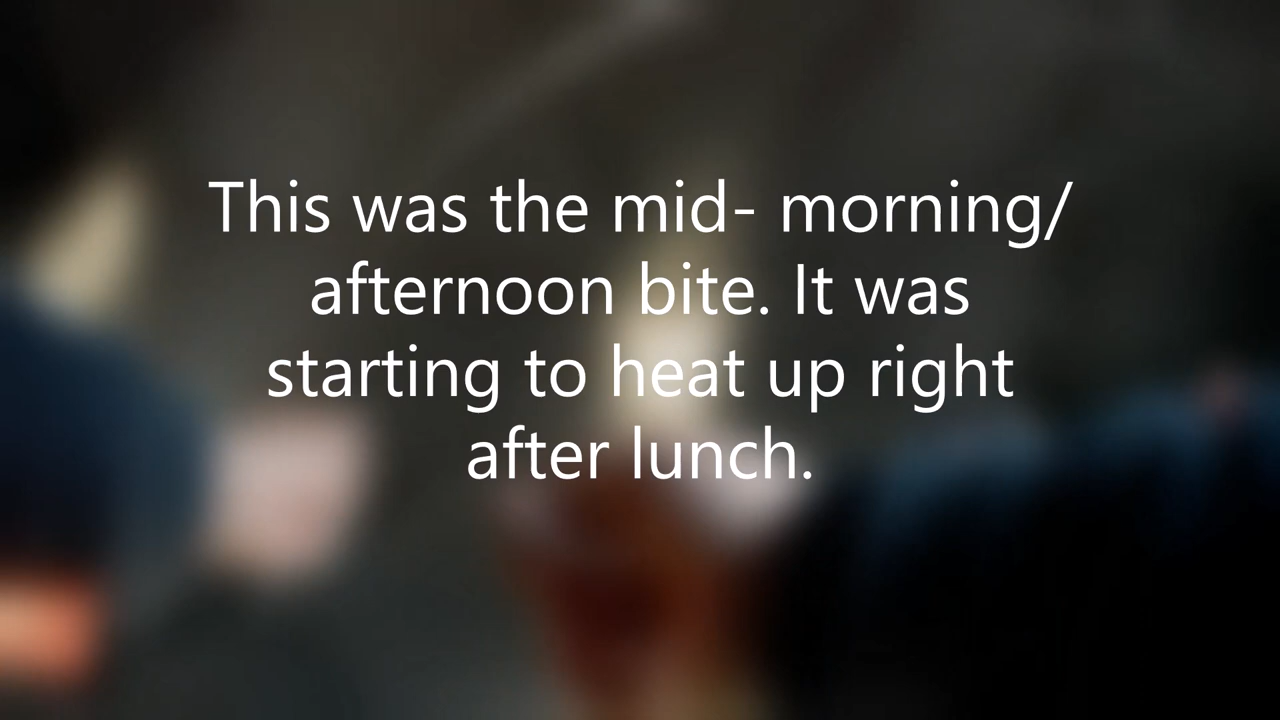 This was the mid- morning/
afternoon bite. It was
starting to heat up right
after lunch.